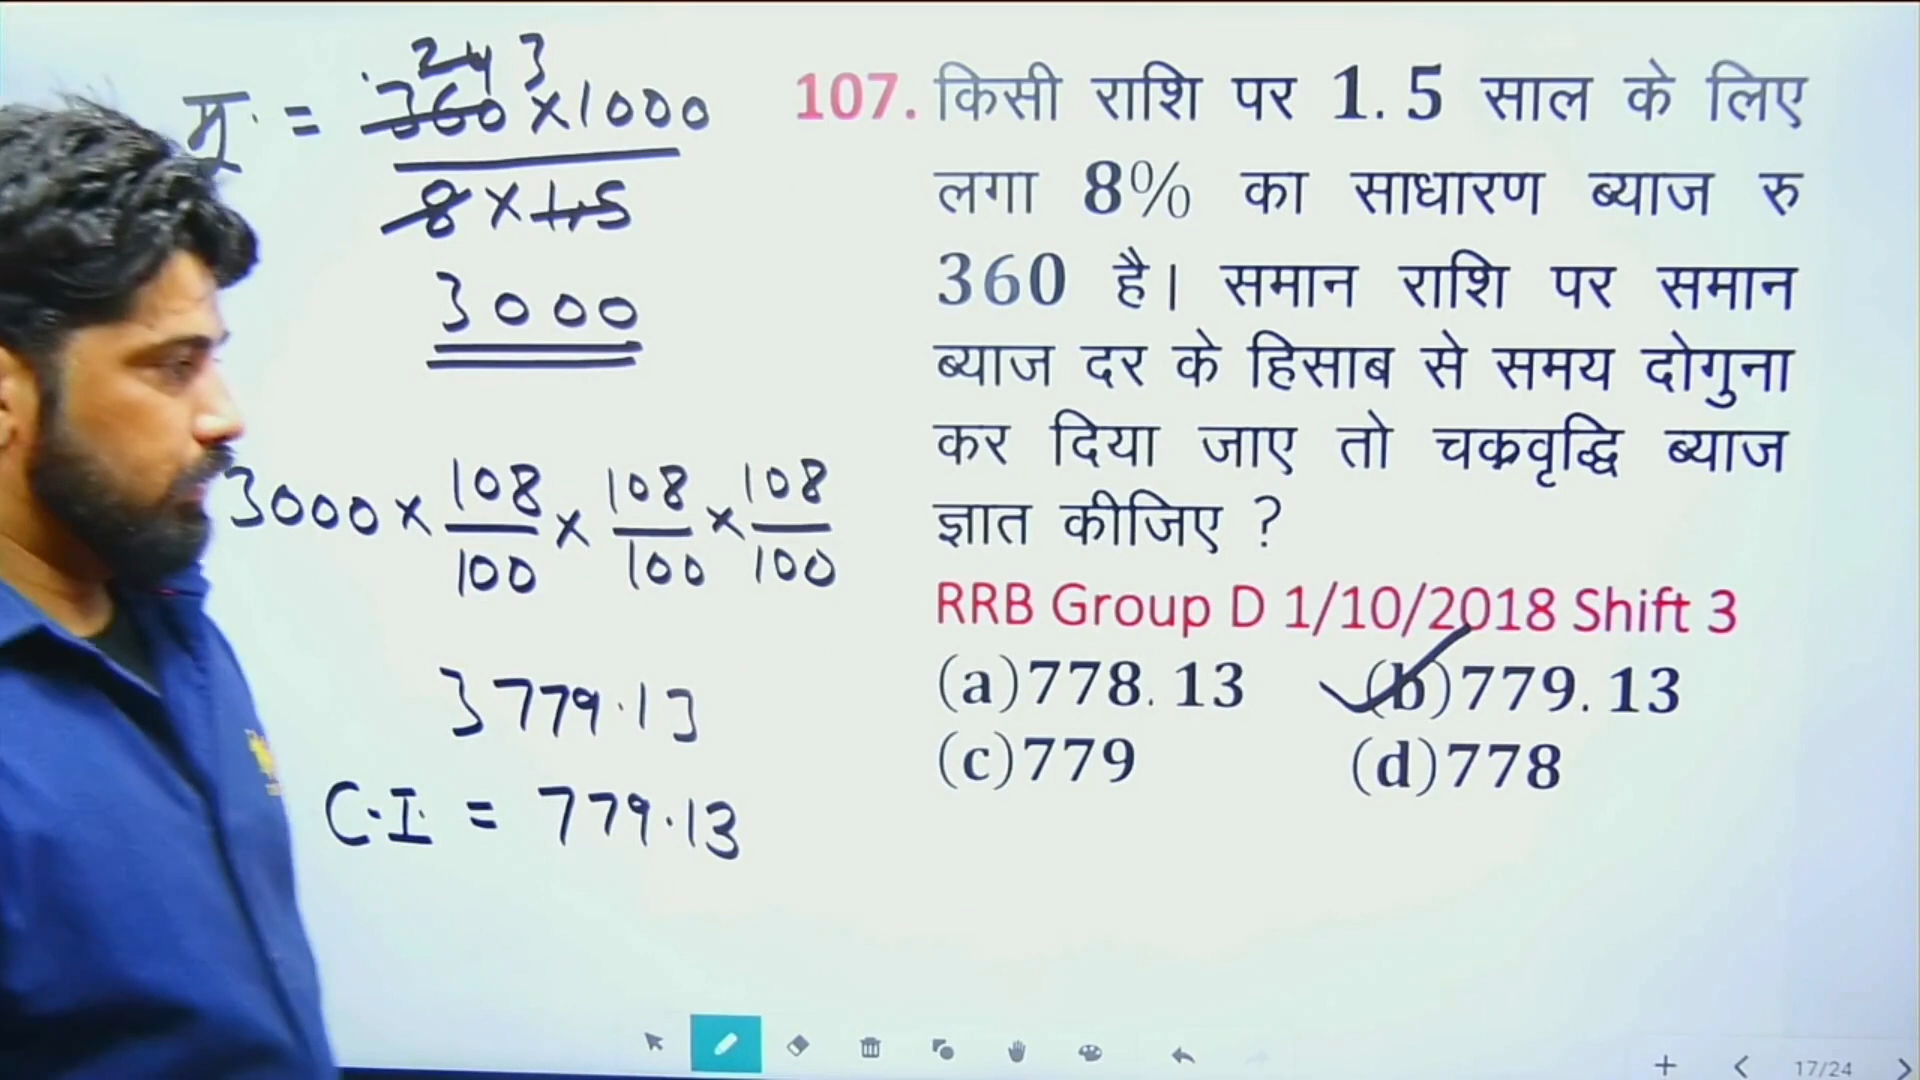 मू. = 360 × 1000
24 3
8 × 1.5
3000
3000 × 108/100 × 108/100 × 108/100
3779.13
C.I. = 779.13
107. किसी राशि पर 1.5 साल के लिए
लगा 8% का साधारण ब्याज रु
360 है। समान राशि पर समान
ब्याज दर के हिसाब से समय दोगुना
कर दिया जाए तो चक्रवृद्धि ब्याज
ज्ञात कीजिए ?
RRB Group D 1/10/2018 Shift 3
(a)778.13 (b)779.13
(c)779 (d)778
17/24